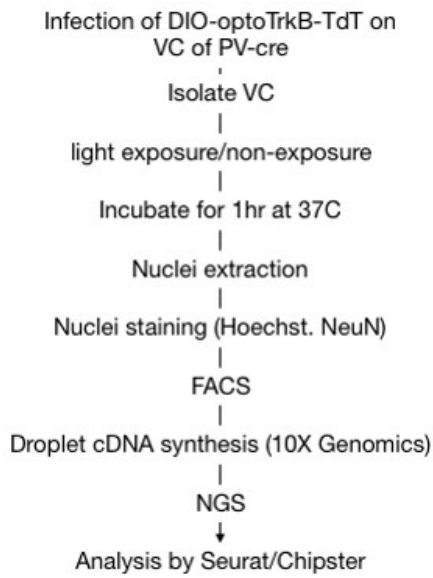 Infection of DIO-optoTrkB-TdT on
VC of PV-cre
Isolate VC
light exposure/non-exposure
Incubate for 1hr at 37C
Nuclei extraction
Nuclei staining (Hoechst. NeuN)
FACS
Droplet cDNA synthesis (10X Genomics)
NGS
Analysis by Seurat/Chipster